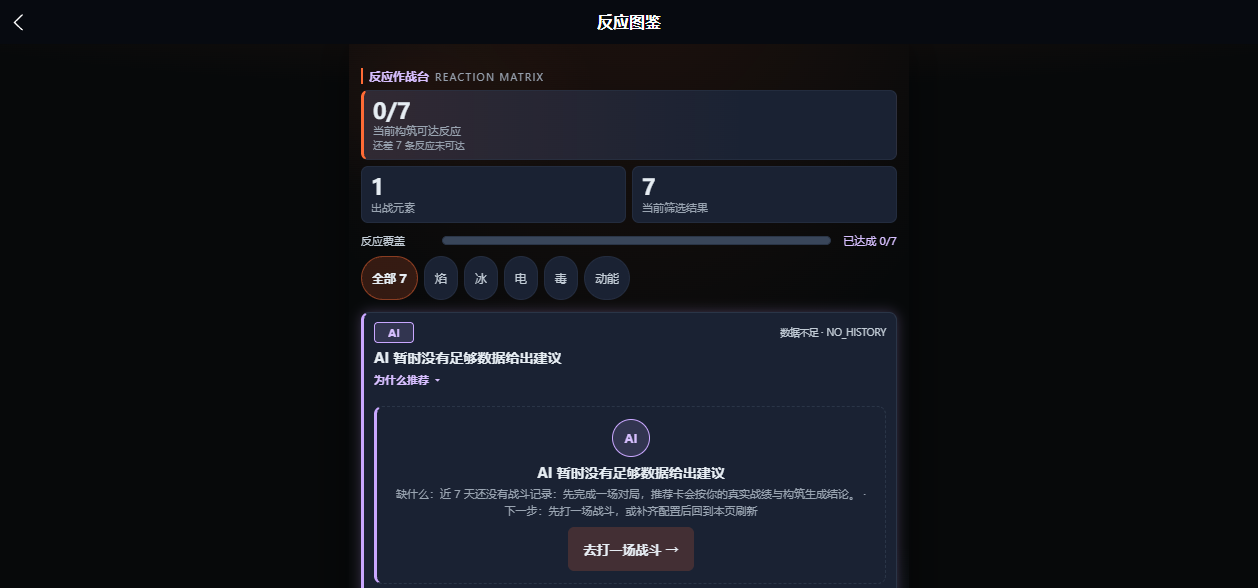 反应图鉴
反应作战台 REACTION MATRIX
0/7
当前构筑可达反应
还差 7 条反应未可达
1
出战元素
7
当前筛选结果
反应覆盖
已达成 0/7
全部 7
焰
冰
电
毒
动能
AI
数据不足 · NO_HISTORY
AI 暂时没有足够数据给出建议
为什么推荐
AI
AI 暂时没有足够数据给出建议
缺什么：近 7 天还没有战斗记录：先完成一场对局，推荐卡会按你的真实战绩与构筑生成结论。 ·
下一步：先打一场战斗，或补齐配置后回到本页刷新
去打一场战斗 →